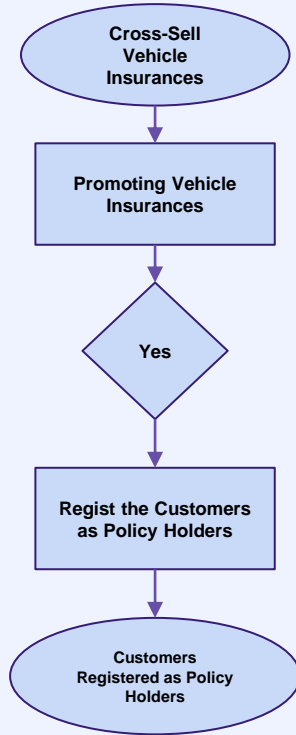 Cross-Sell
Vehicle
Insurances
Promoting Vehicle
Insurances
Yes
Regist the Customers
as Policy Holders
Customers
Registered as Policy
Holders